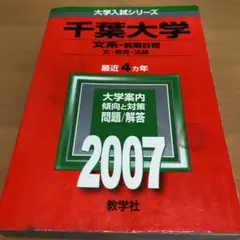 大学入試シリーズ
千葉大学
文系-前期日程
文・教育・法経
最近4ヵ年
大学案内
傾向と対策
問題/解答
2007
教学社